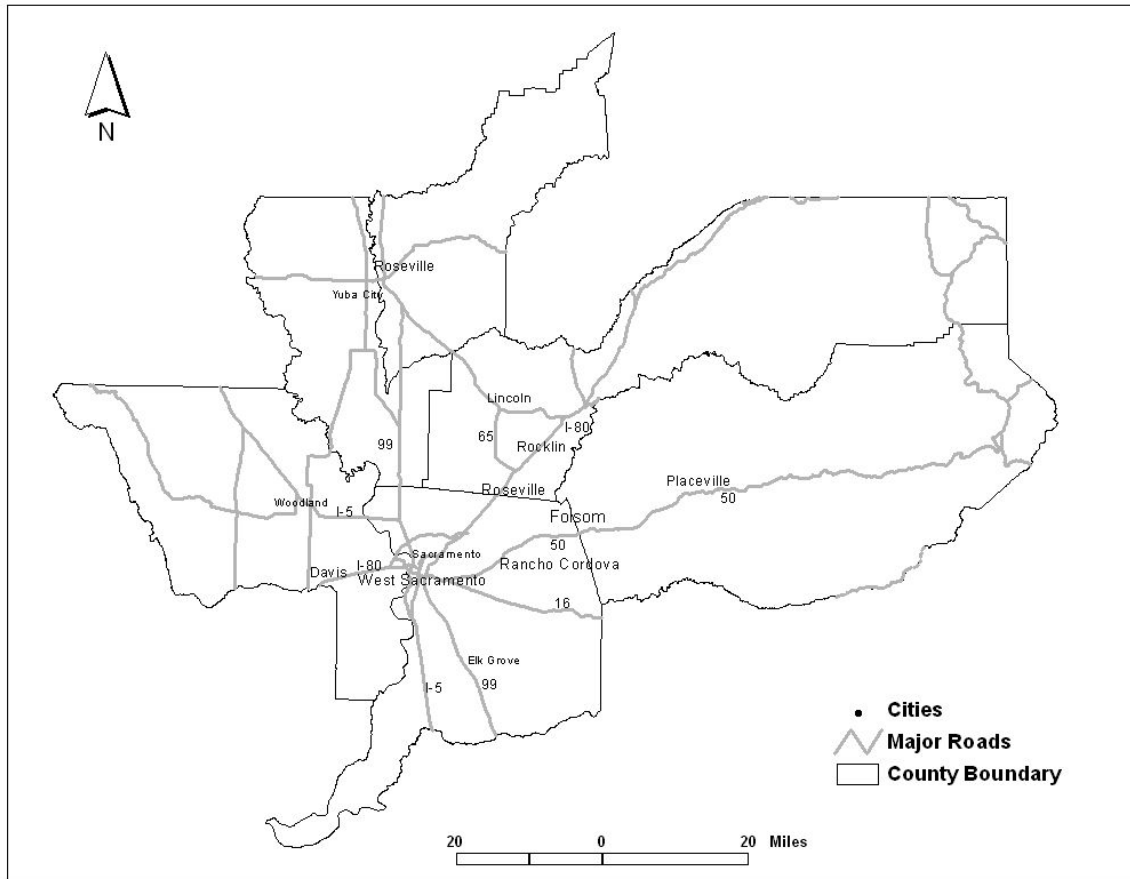 N
Roseville
Yuba City
Lincoln
I-80
65
Rocklin
99
Placeville
Roseville
50
Woodland
I-5
Folsom
50
Sacramento
I-80
Rancho Cordova
Davis
West Sacramento
16
Elk Grove
I-5
99
Cities
Major Roads
County Boundary
20 0 20 Miles